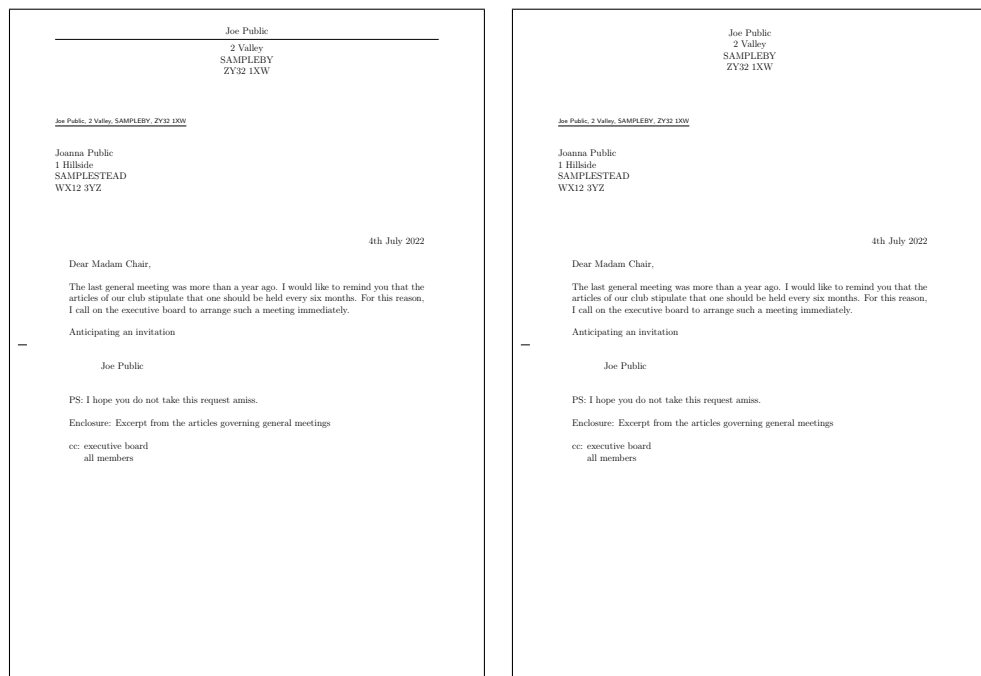 Joe Public
2 Valley
SAMPLEBY
ZY32 1XW
Joe Public, 2 Valley, SAMPLEBY, ZY32 1XW
Joanna Public
1 Hillside
SAMPLESTEAD
WX12 3YZ
4th July 2022
Dear Madam Chair,
The last general meeting was more than a year ago. I would like to remind you that the
articles of our club stipulate that one should be held every six months. For this reason,
I call on the executive board to arrange such a meeting immediately.
Anticipating an invitation
Joe Public
PS: I hope you do not take this request amiss.
Enclosure: Excerpt from the articles governing general meetings
cc: executive board
all members
Joe Public
2 Valley
SAMPLEBY
ZY32 1XW
Joe Public, 2 Valley, SAMPLEBY, ZY32 1XW
Joanna Public
1 Hillside
SAMPLESTEAD
WX12 3YZ
4th July 2022
Dear Madam Chair,
The last general meeting was more than a year ago. I would like to remind you that the
articles of our club stipulate that one should be held every six months. For this reason,
I call on the executive board to arrange such a meeting immediately.
Anticipating an invitation
Joe Public
PS: I hope you do not take this request amiss.
Enclosure: Excerpt from the articles governing general meetings
cc: executive board
all members